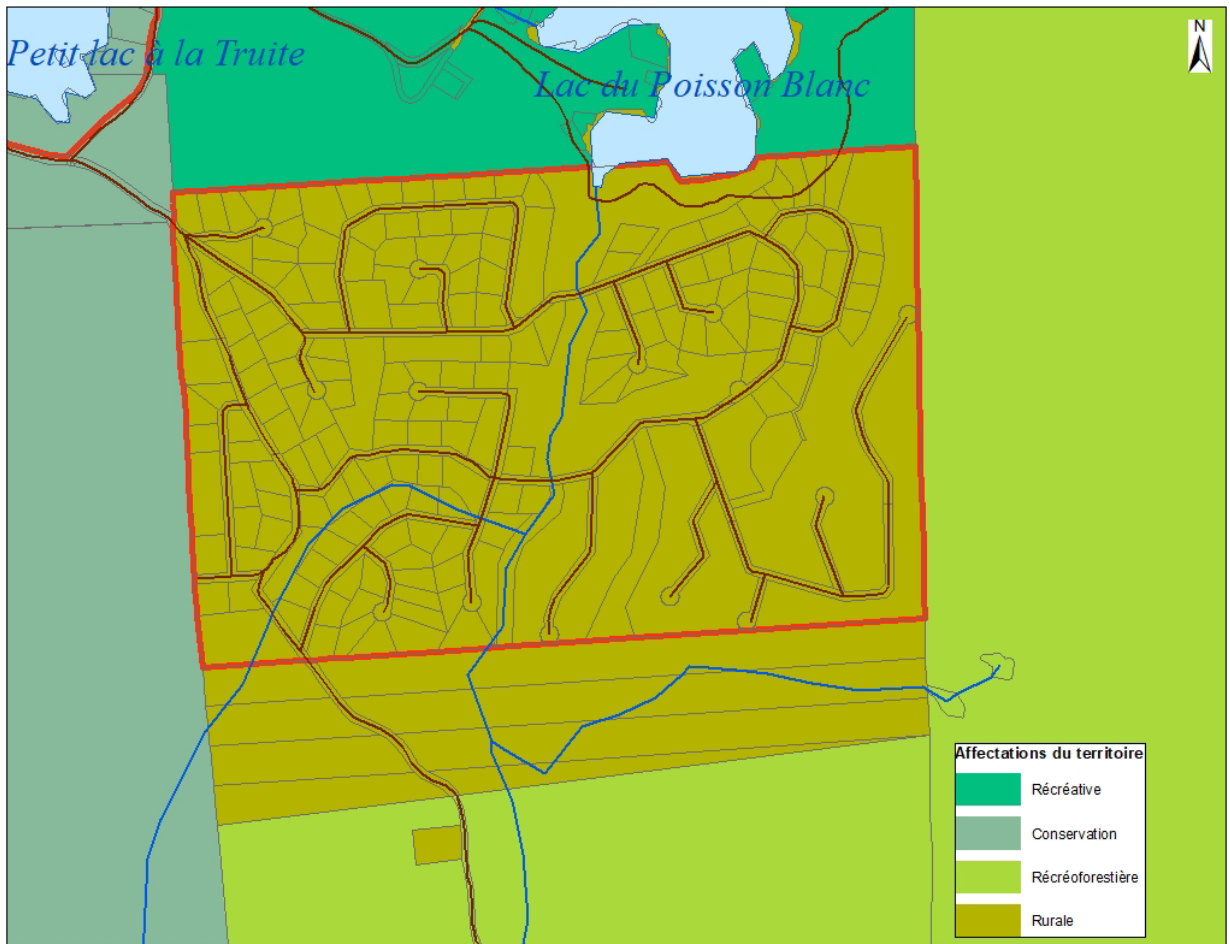 N
Petit lac à la Truite
Lac du Poisson Blanc
Affectations du territoire
Récréative
Conservation
Récréoforestière
Rurale